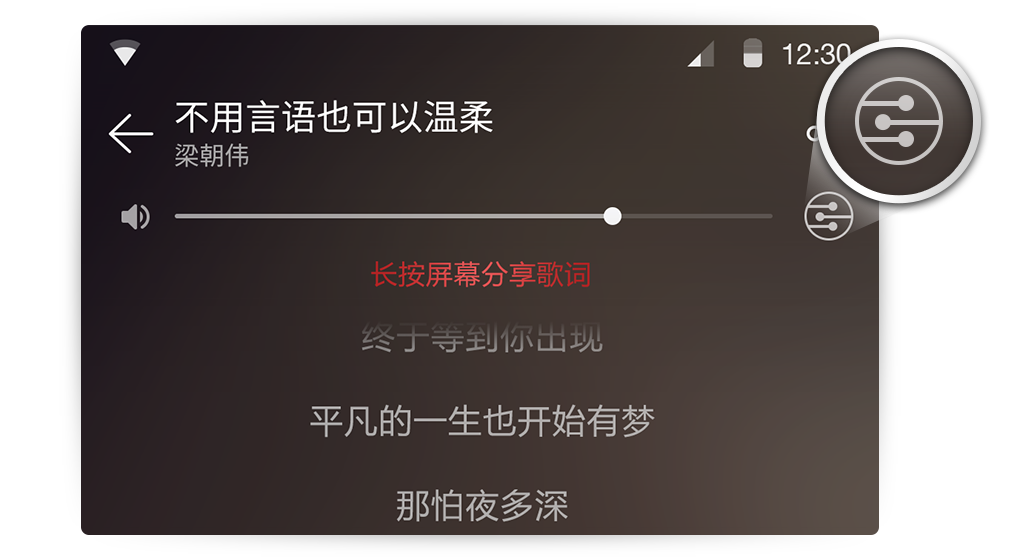 12:30
不用言语也可以温柔
梁朝伟
长按屏幕分享歌词
终于等到你出现
平凡的一生也开始有梦
那怕夜多深